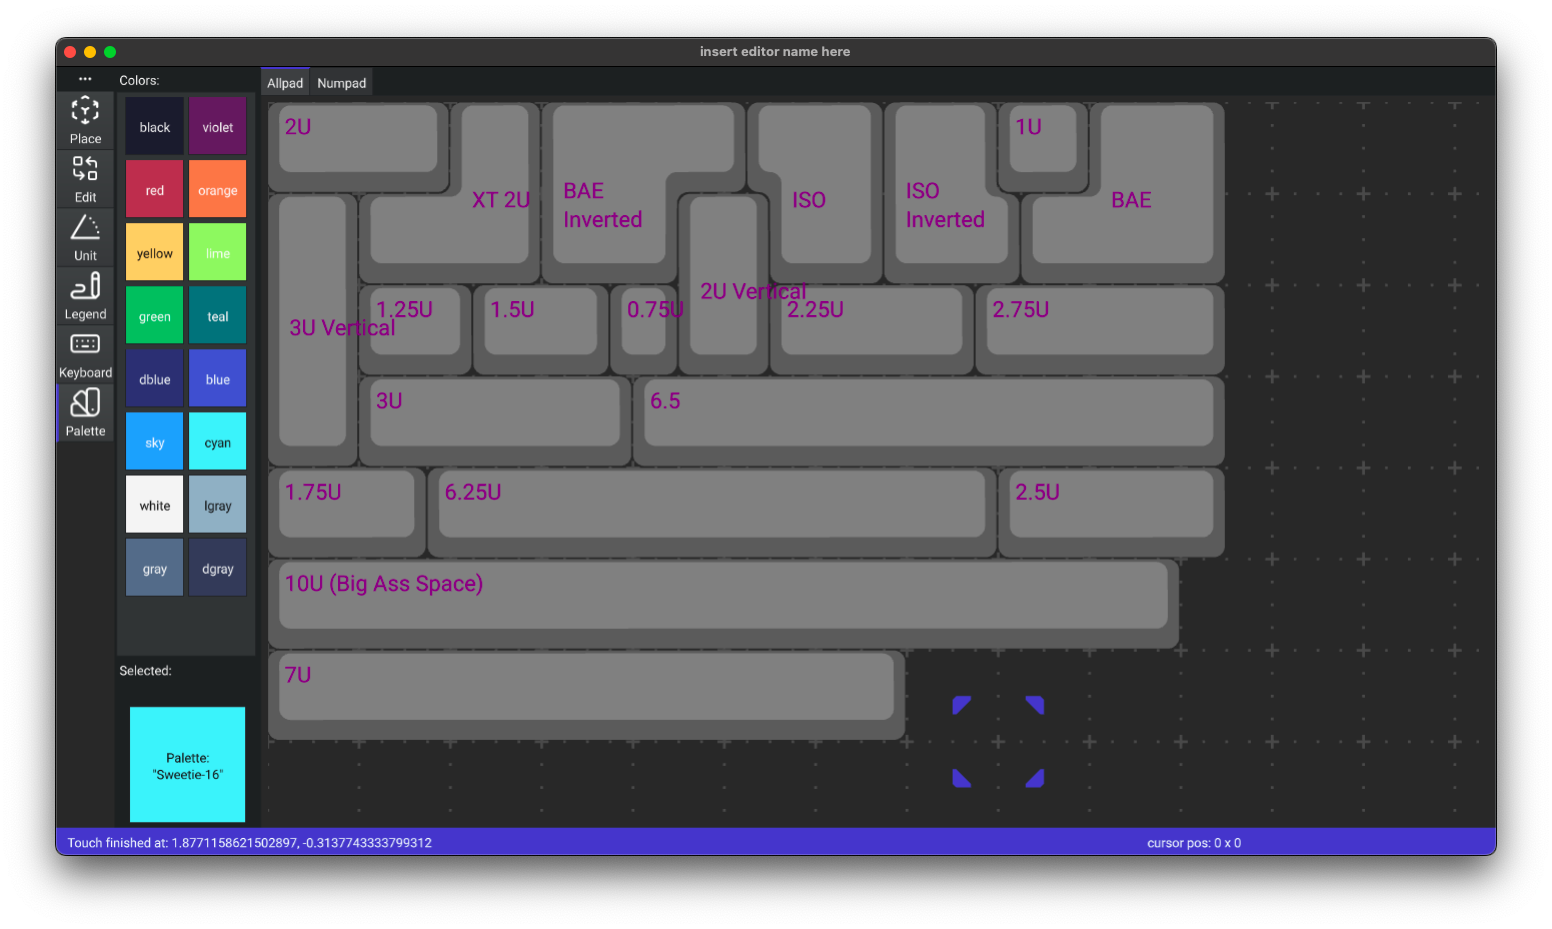 insert editor name here
Colors:
Allpad
Numpad
Place
Edit
Unit
Legend
Keyboard
Palette
black
violet
red
orange
yellow
lime
green
teal
dblue
blue
sky
cyan
white
lgray
gray
dgray
Selected:
Palette:
"Sweetie-16"
2U
XT 2U
BAE
Inverted
ISO
ISO
Inverted
1U
BAE
3U Vertical
1.25U
1.5U
0.75U
2U Vertical
2.25U
2.75U
3U
6.5
1.75U
6.25U
2.5U
10U (Big Ass Space)
7U
Touch finished at: 1.8771158621502897, -0.3137743333799312
cursor pos: 0 x 0